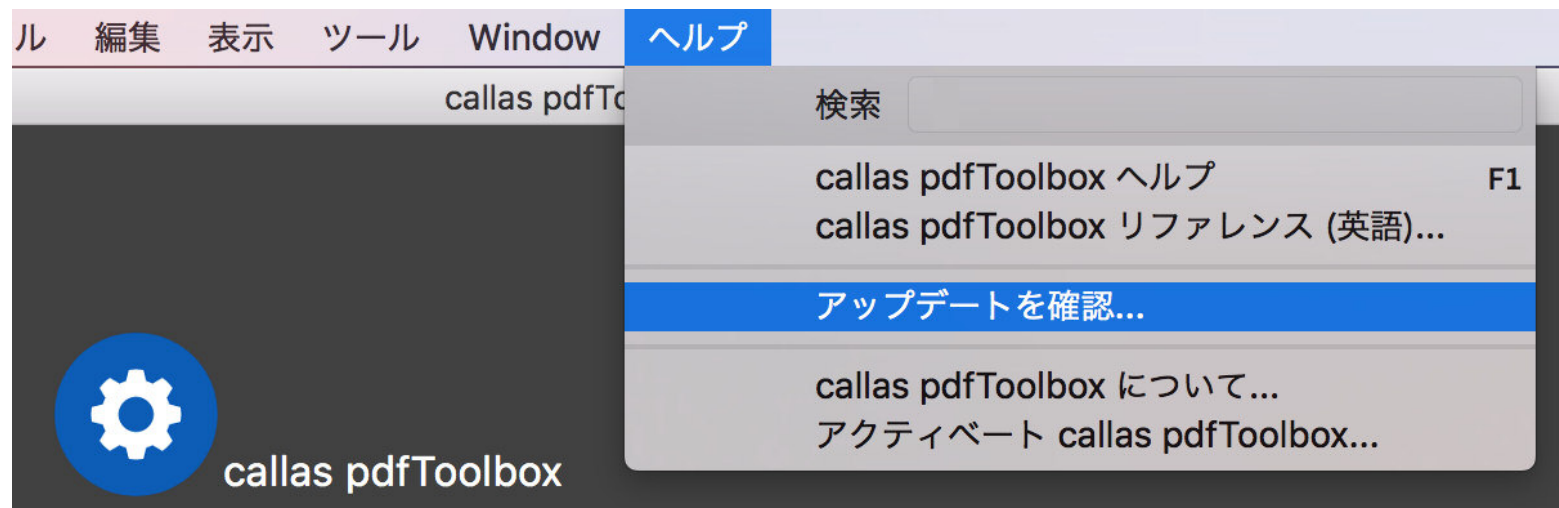 ル 編集 表示 ツール Window ヘルプ
callas pdfTo
検索
callas pdfToolbox ヘルプ F1
callas pdfToolbox リファレンス (英語)...
アップデートを確認...
callas pdfToolbox について...
アクティベート callas pdfToolbox...
callas pdfToolbox